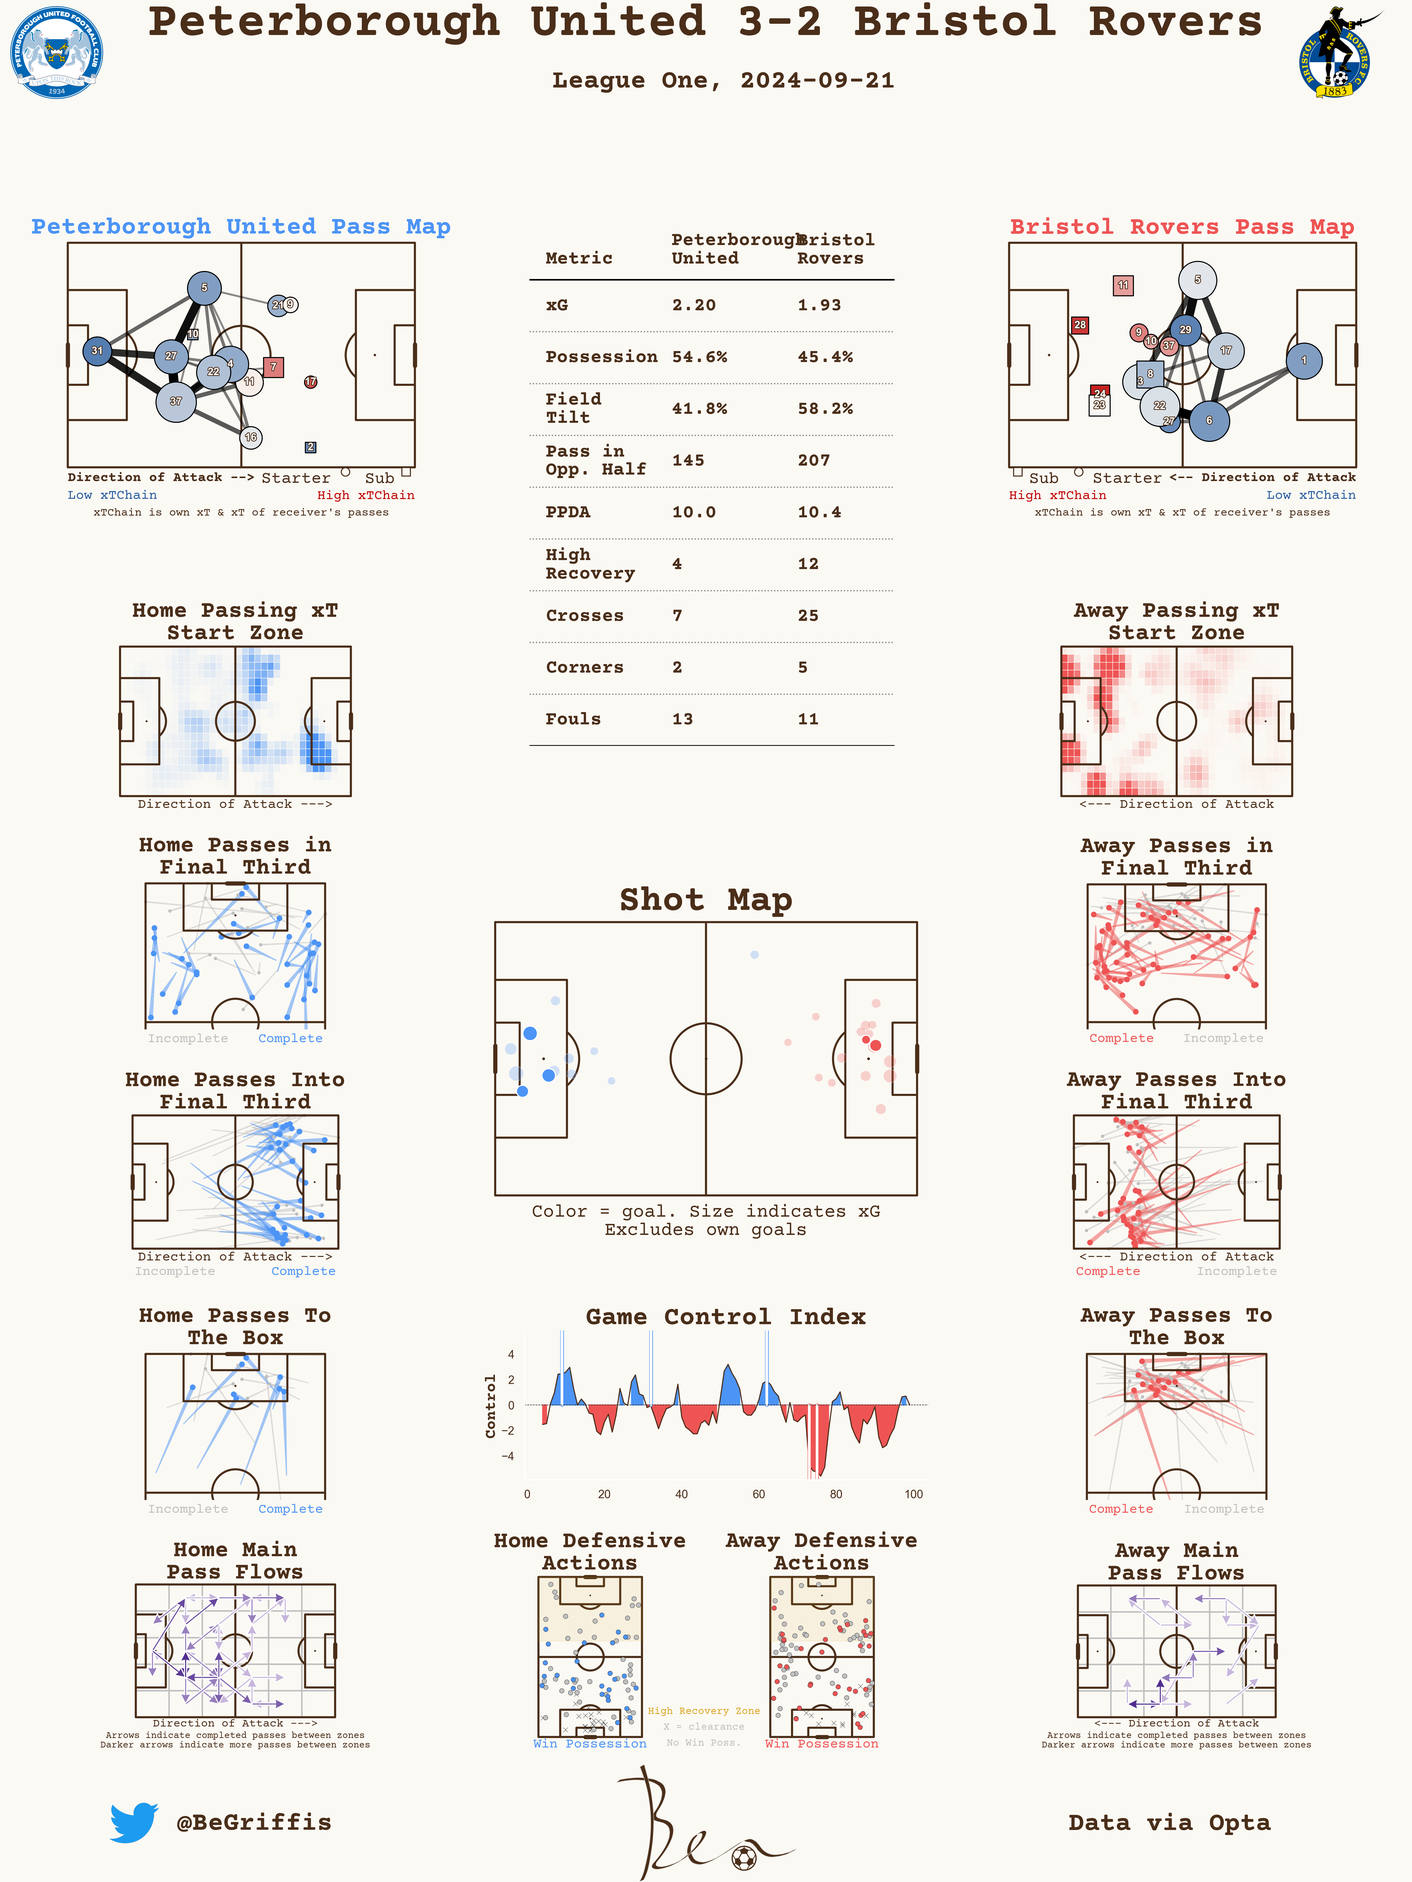 Peterborough United 3-2 Bristol Rovers
League One, 2024-09-21
PETERBOROUGH UNITED FOOTBALL CLUB
1934
BRISTOL ROVERS F.C.
1883
Peterborough United Pass Map
5
21
9
10
31
27
4
22
7
11
17
37
16
2
Direction of Attack --> Starter Sub
Low xTChain High xTChain
xTChain is own xT & xT of receiver's passes
Metric Peterborough United Bristol Rovers
xG 2.20 1.93
Possession 54.6% 45.4%
Field Tilt 41.8% 58.2%
Pass in Opp. Half 145 207
PPDA 10.0 10.4
High Recovery 4 12
Crosses 7 25
Corners 2 5
Fouls 13 11
Bristol Rovers Pass Map
5
11
28
9
10
37
29
17
1
3
8
24
23
22
27
6
Sub Starter <-- Direction of Attack
High xTChain Low xTChain
xTChain is own xT & xT of receiver's passes
Home Passing xT
Start Zone
Direction of Attack --->
Away Passing xT
Start Zone
<--- Direction of Attack
Home Passes in
Final Third
Incomplete Complete
Away Passes in
Final Third
Complete Incomplete
Shot Map
Color = goal. Size indicates xG
Excludes own goals
Home Passes Into
Final Third
Direction of Attack --->
Incomplete Complete
Away Passes Into
Final Third
<--- Direction of Attack
Complete Incomplete
Home Passes To
The Box
Incomplete Complete
Game Control Index
Control
4
2
0
−2
−4
0 20 40 60 80 100
Away Passes To
The Box
Complete Incomplete
Home Main
Pass Flows
Direction of Attack --->
Arrows indicate completed passes between zones
Darker arrows indicate more passes between zones
Home Defensive
Actions
Win Possession
High Recovery Zone
X = clearance
No Win Poss.
Away Defensive
Actions
Win Possession
Away Main
Pass Flows
<--- Direction of Attack
Arrows indicate completed passes between zones
Darker arrows indicate more passes between zones
@BeGriffis
Ben
Data via Opta